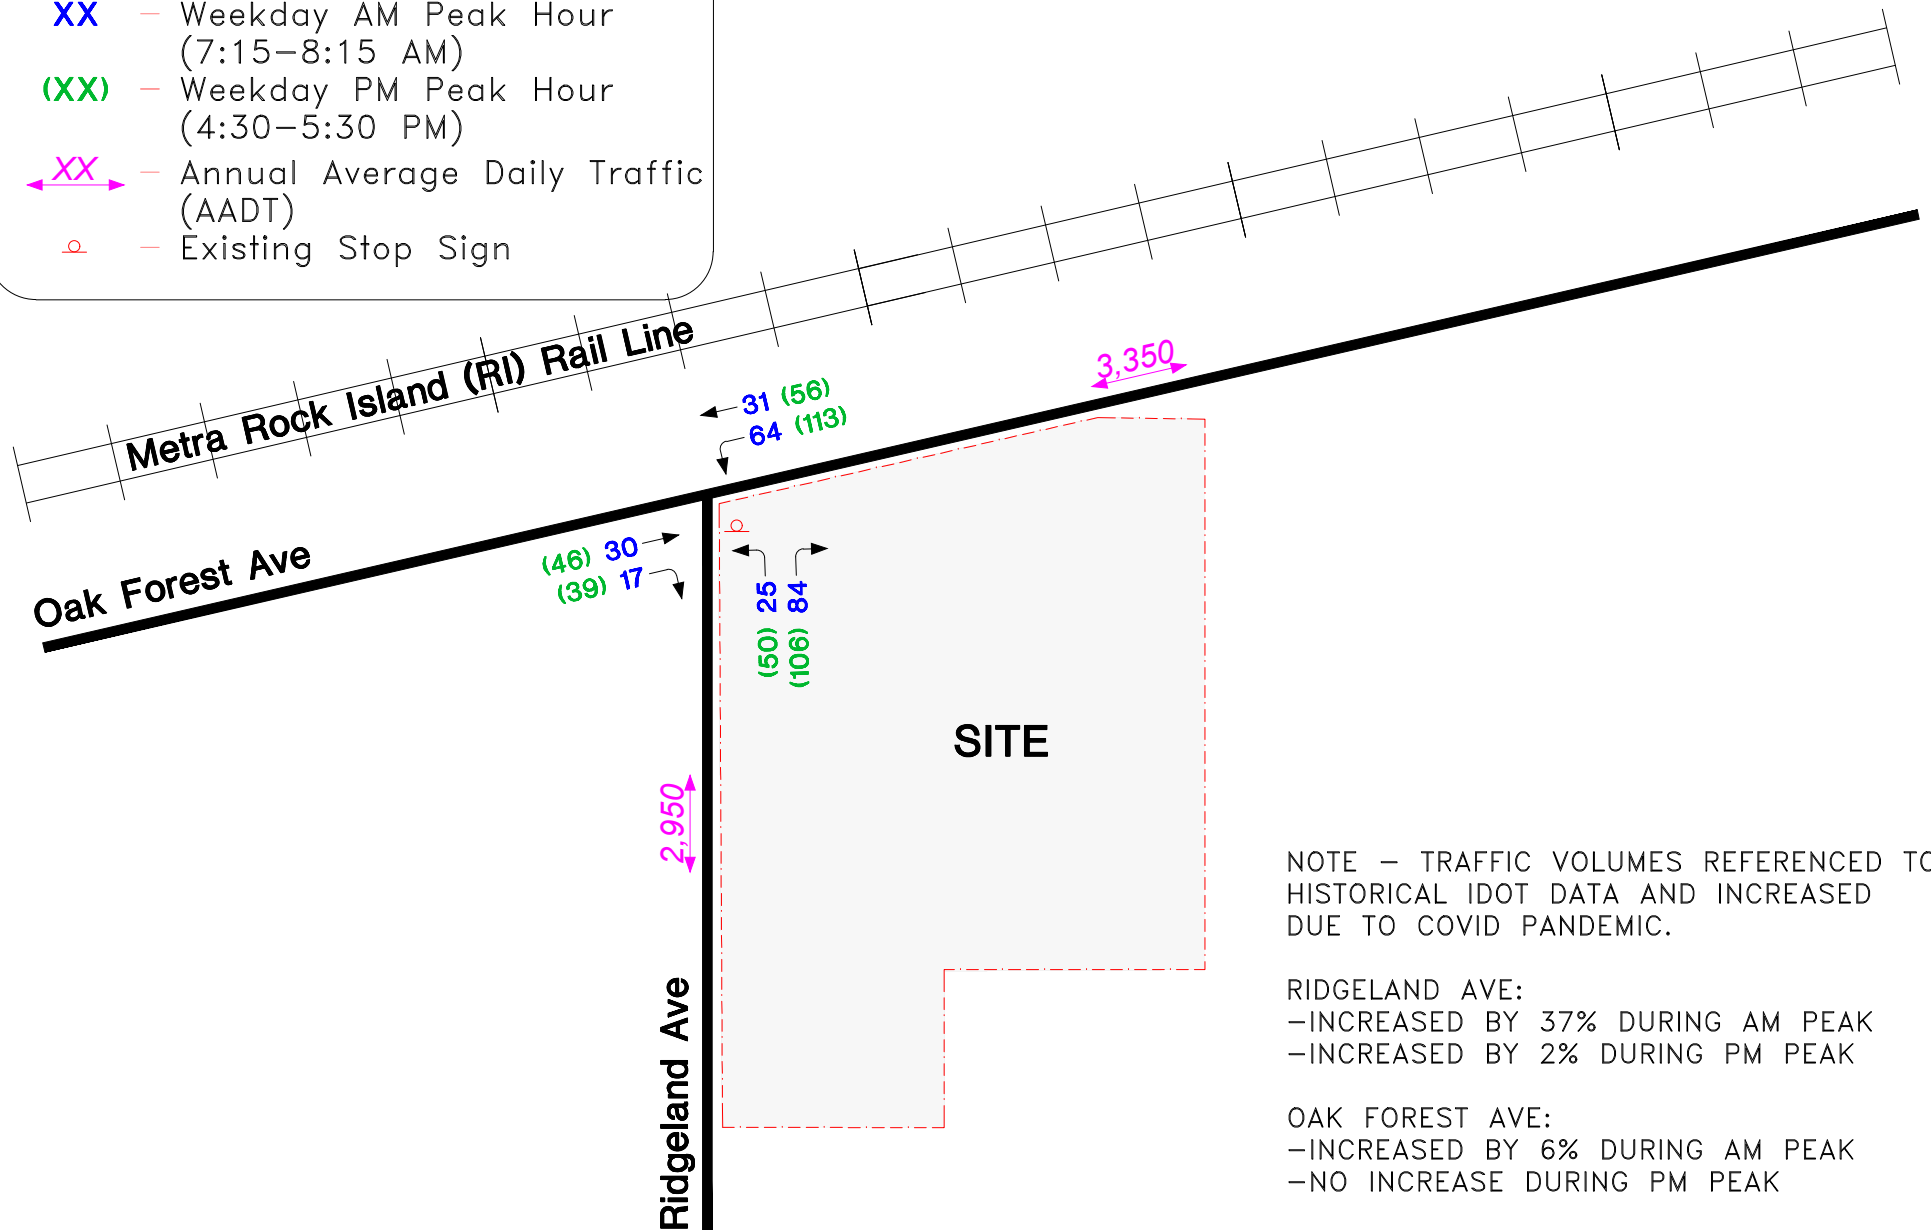 XX – Weekday AM Peak Hour
(7:15–8:15 AM)
(XX) – Weekday PM Peak Hour
(4:30–5:30 PM)
XX – Annual Average Daily Traffic
(AADT)
– Existing Stop Sign
Metra Rock Island (RI) Rail Line
3,350
31 (56)
64 (113)
Oak Forest Ave
(46) 30
(39) 17
(50) 25
(106) 84
SITE
2,950
Ridgeland Ave
NOTE – TRAFFIC VOLUMES REFERENCED TO
HISTORICAL IDOT DATA AND INCREASED
DUE TO COVID PANDEMIC.
RIDGELAND AVE:
–INCREASED BY 37% DURING AM PEAK
–INCREASED BY 2% DURING PM PEAK
OAK FOREST AVE:
–INCREASED BY 6% DURING AM PEAK
–NO INCREASE DURING PM PEAK